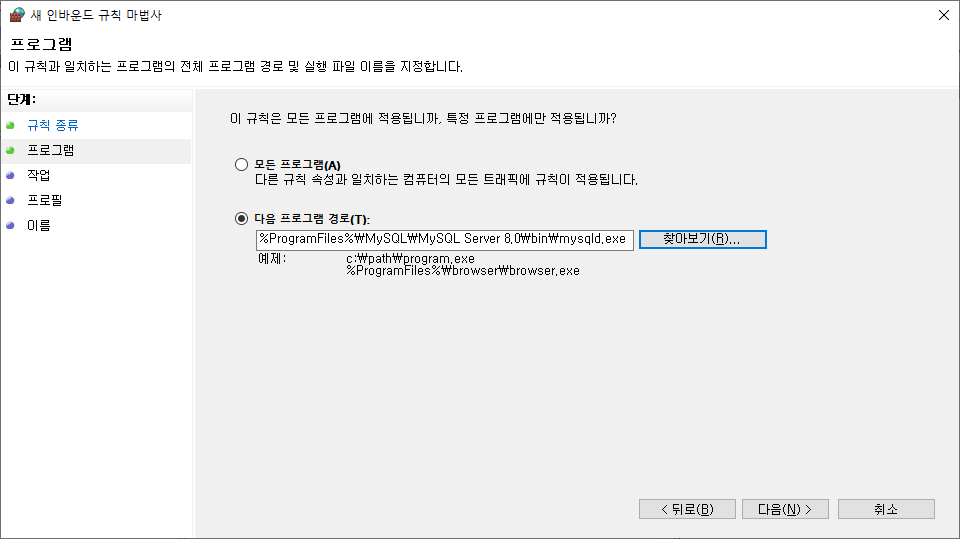 새 인바운드 규칙 마법사
프로그램
이 규칙과 일치하는 프로그램의 전체 프로그램 경로 및 실행 파일 이름을 지정합니다.
단계:
규칙 종류
프로그램
작업
프로필
이름
이 규칙은 모든 프로그램에 적용됩니까, 특정 프로그램에만 적용됩니까?
모든 프로그램(A)
다른 규칙 속성과 일치하는 컴퓨터의 모든 트래픽에 규칙이 적용됩니다.
다음 프로그램 경로(T):
%ProgramFiles%₩MySQL₩MySQL Server 8.0₩bin₩mysqld.exe
찾아보기(R)...
예제: c:₩path₩program.exe
%ProgramFiles%₩browser₩browser.exe
< 뒤로(B)
다음(N) >
취소